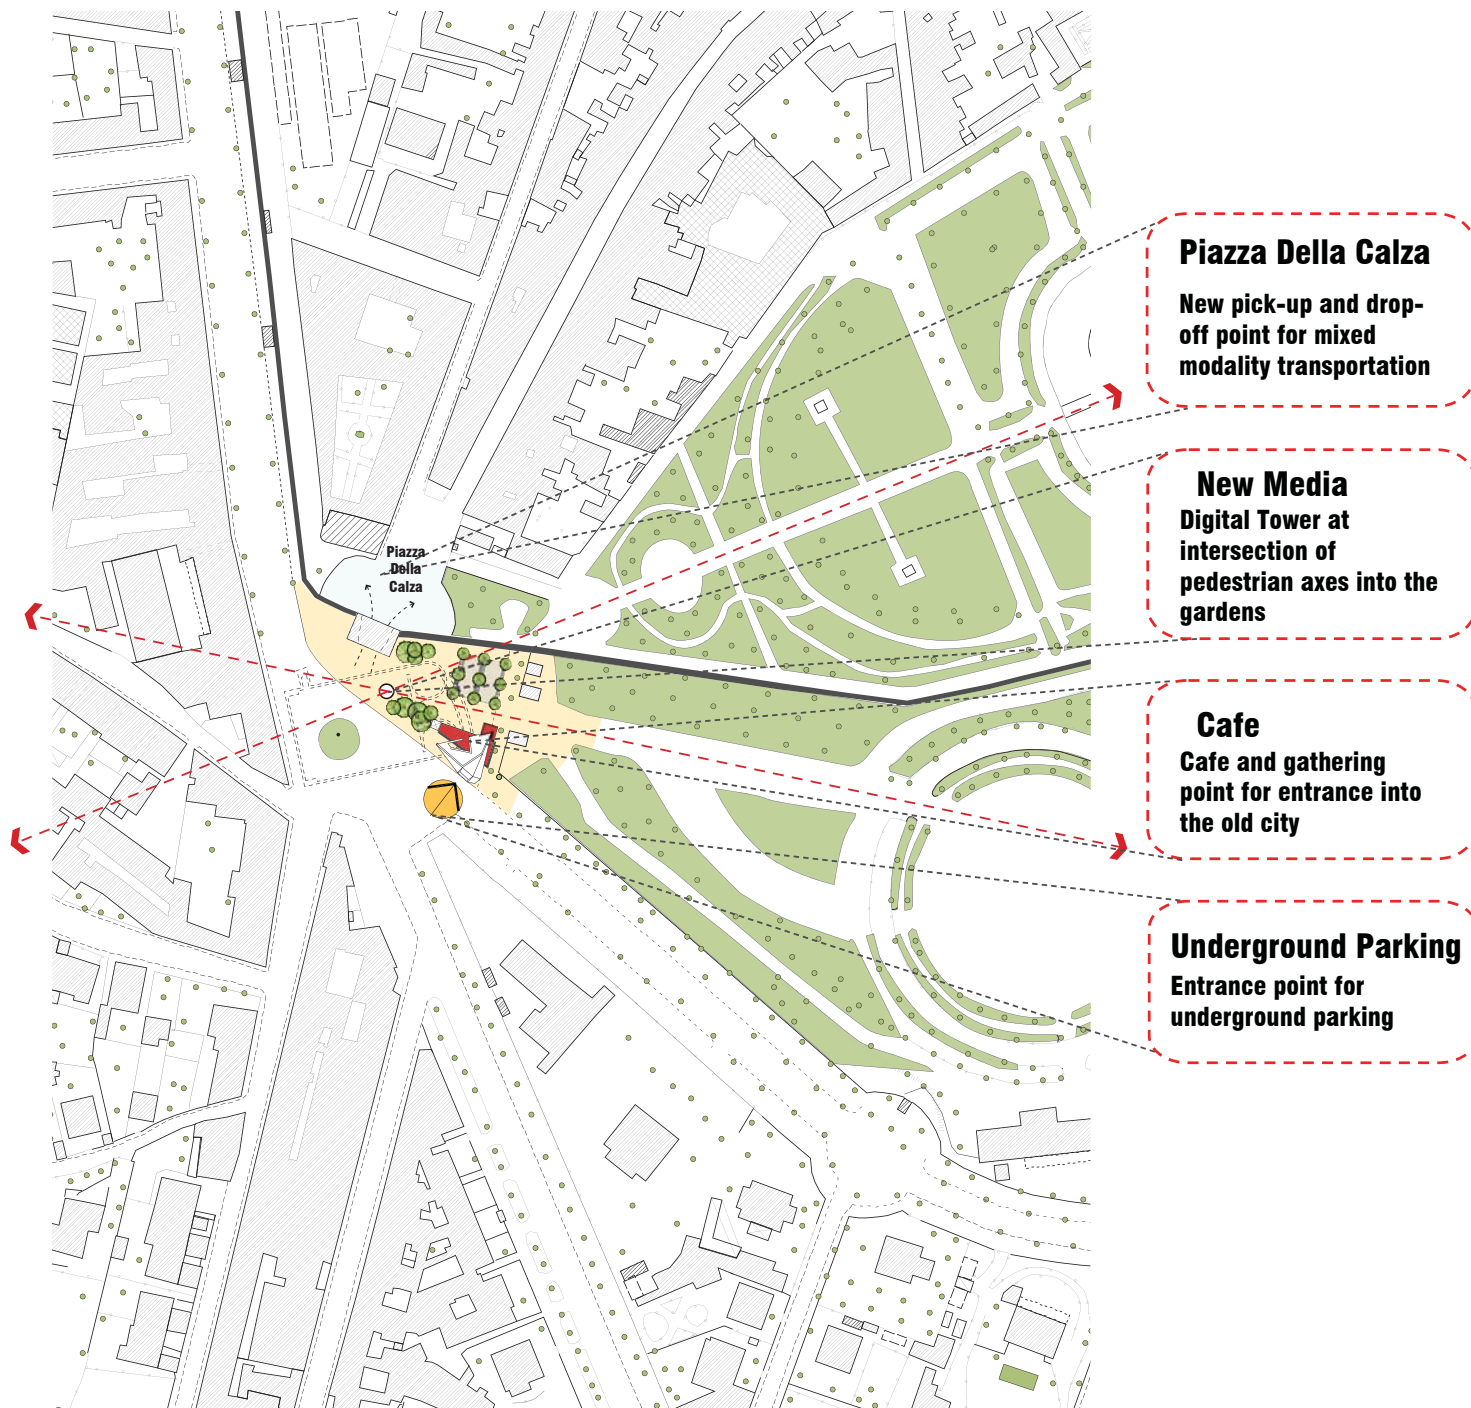 Piazza
Della
Calza
Piazza Della Calza
New pick-up and drop-
off point for mixed
modality transportation
New Media
Digital Tower at
intersection of
pedestrian axes into the
gardens
Cafe
Cafe and gathering
point for entrance into
the old city
Underground Parking
Entrance point for
underground parking